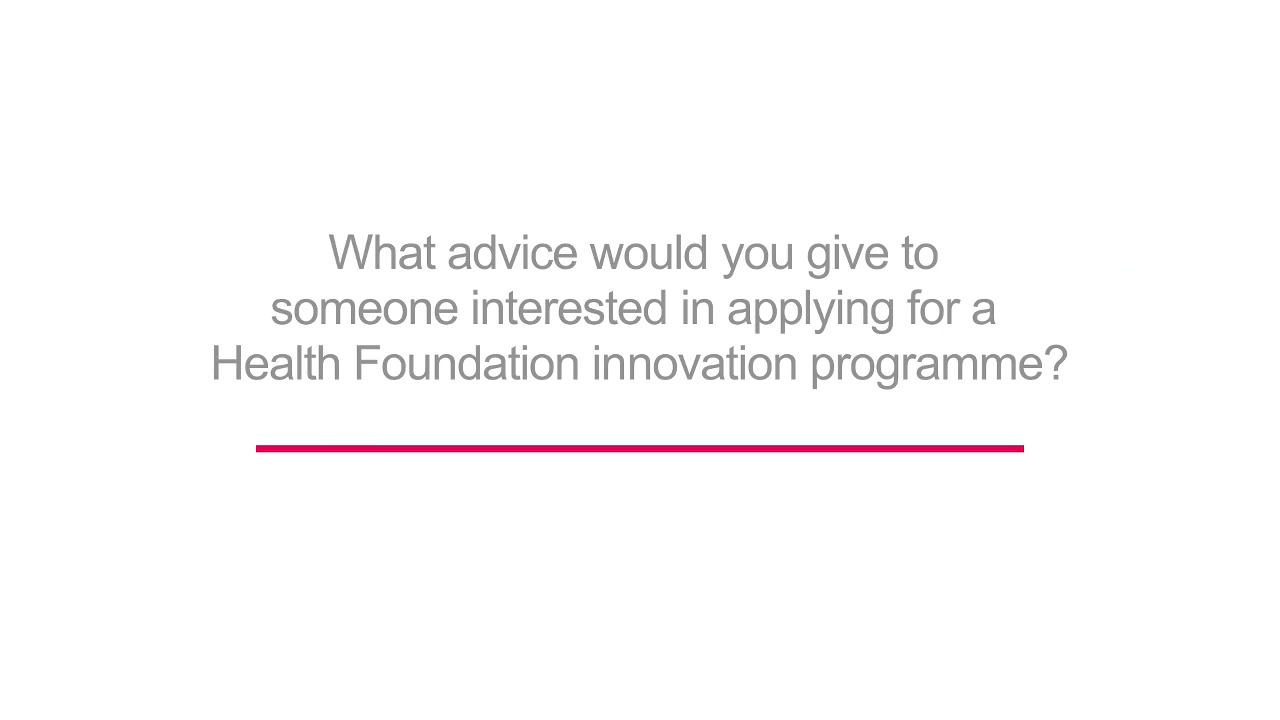 What advice would you give to
someone interested in applying for a
Health Foundation innovation programme?